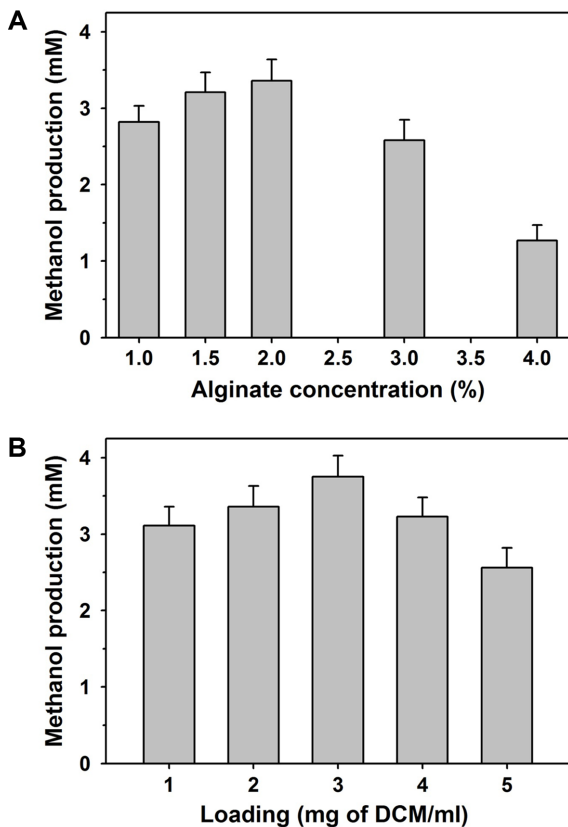 A
Methanol production (mM)
4
3
2
1
0
1.0 1.5 2.0 2.5 3.0 3.5 4.0
Alginate concentration (%)
B
Methanol production (mM)
4
3
2
1
0
1 2 3 4 5
Loading (mg of DCM/ml)